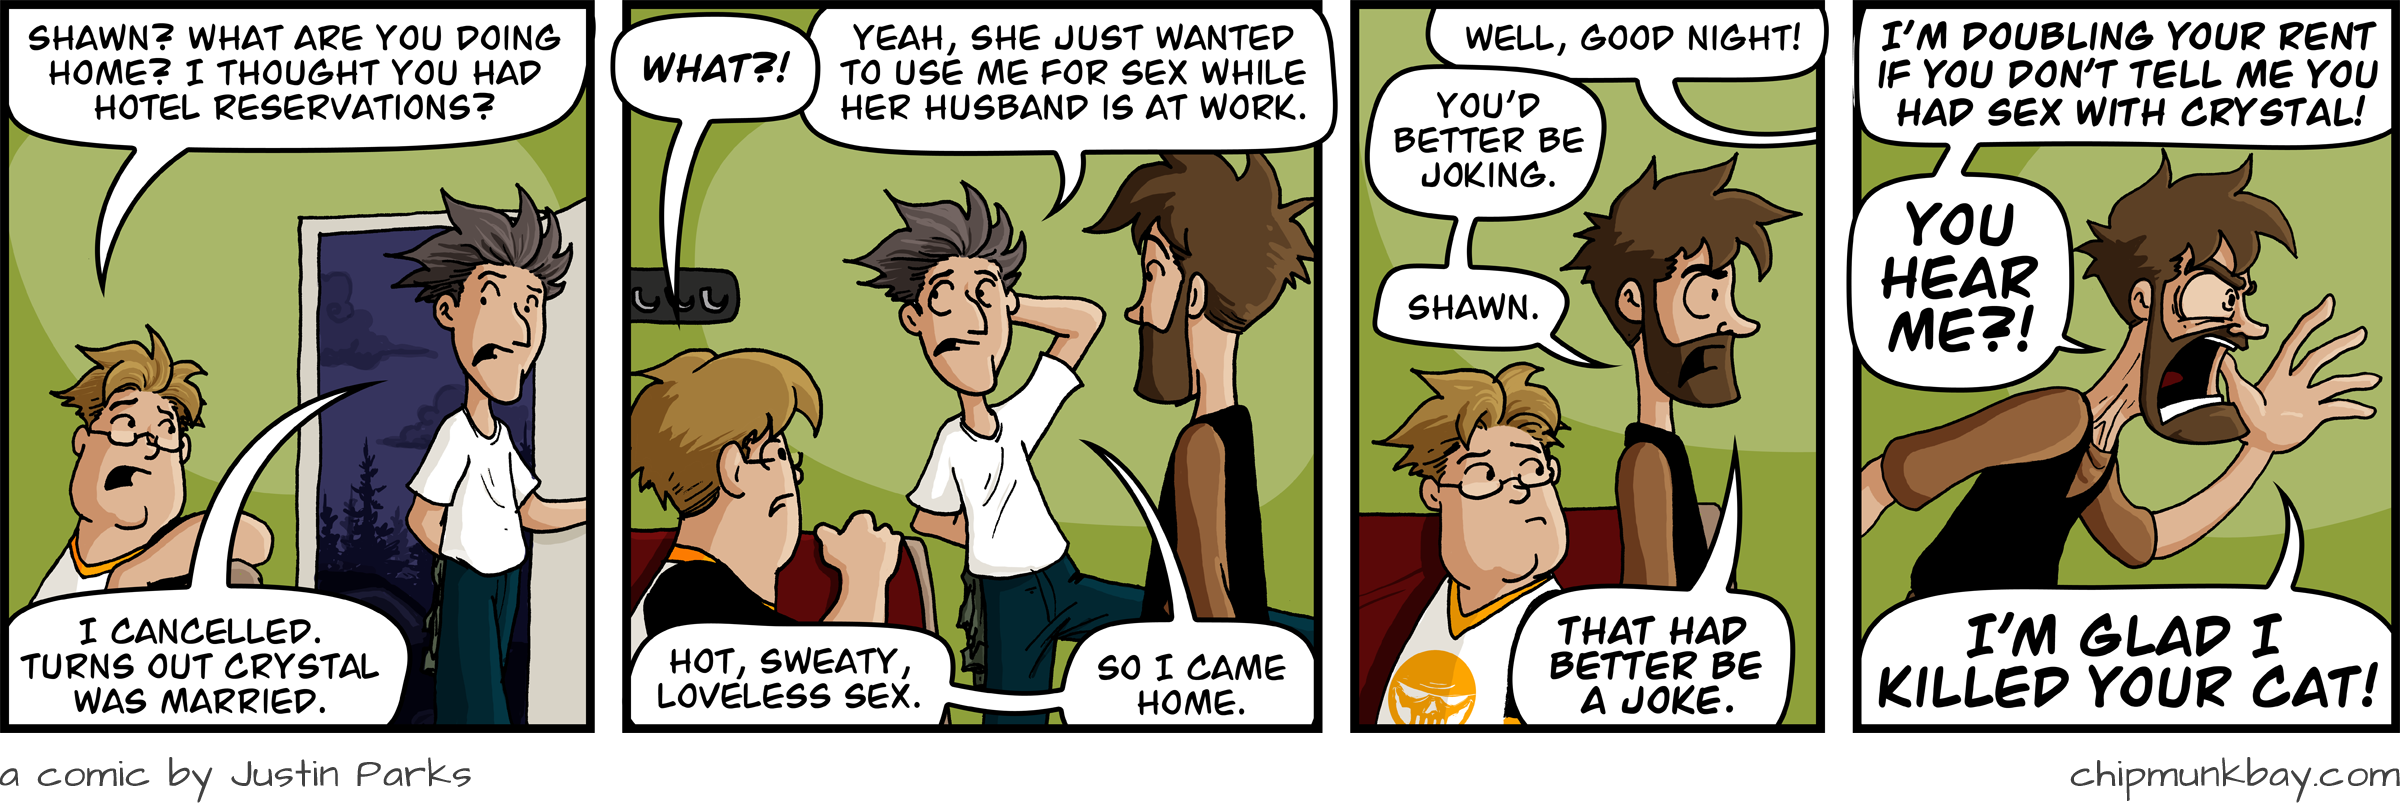 SHAWN? WHAT ARE YOU DOING
HOME? I THOUGHT YOU HAD
HOTEL RESERVATIONS?
I CANCELLED.
TURNS OUT CRYSTAL
WAS MARRIED.
WHAT?!
YEAH, SHE JUST WANTED
TO USE ME FOR SEX WHILE
HER HUSBAND IS AT WORK.
HOT, SWEATY,
LOVELESS SEX.
SO I CAME
HOME.
WELL, GOOD NIGHT!
YOU'D
BETTER BE
JOKING.
SHAWN.
THAT HAD
BETTER BE
A JOKE.
I'M DOUBLING YOUR RENT
IF YOU DON'T TELL ME YOU
HAD SEX WITH CRYSTAL!
YOU
HEAR
ME?!
I'M GLAD I
KILLED YOUR CAT!
a comic by Justin Parks
chipmunkbay.com